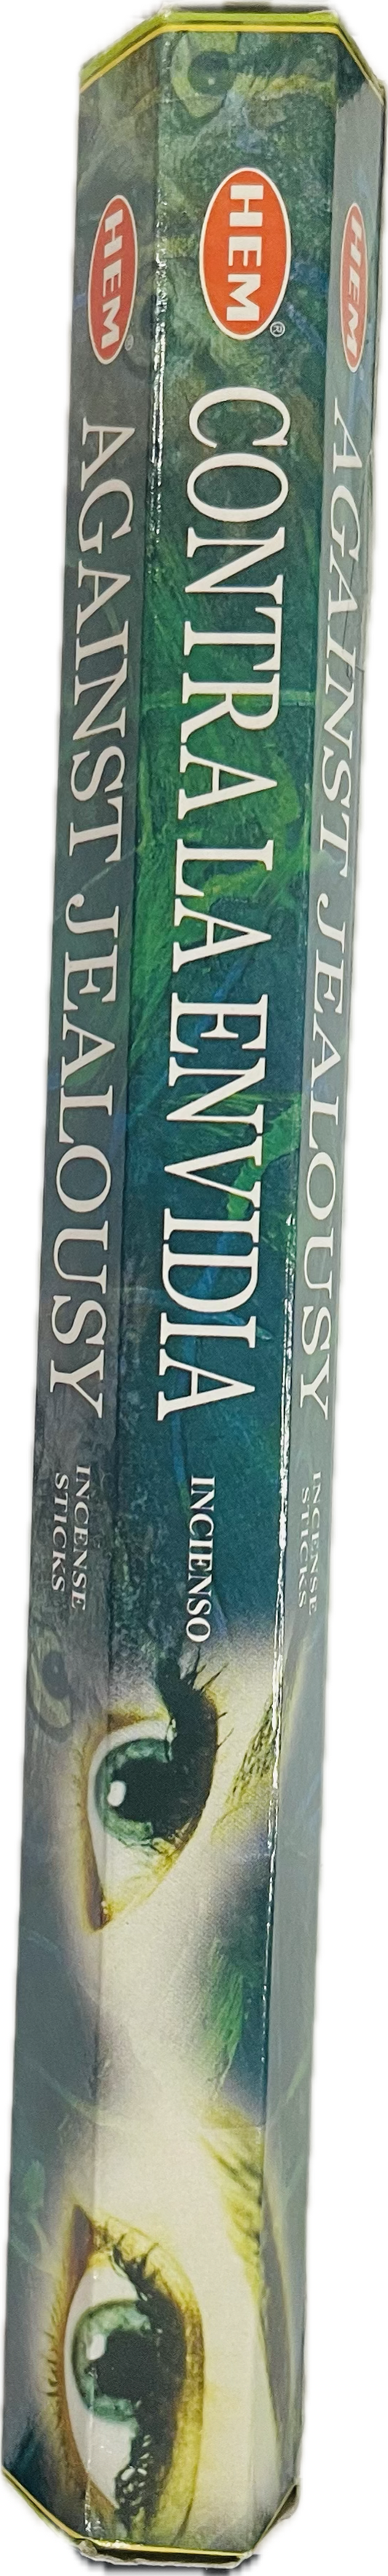 HEM®
AGAINST JEALOUSY
INCENSE
STICKS
HEM®
CONTRA LA ENVIDIA
INCIENSO
HEM
AGAINST JEALOUSY
INCENSE
STICKS